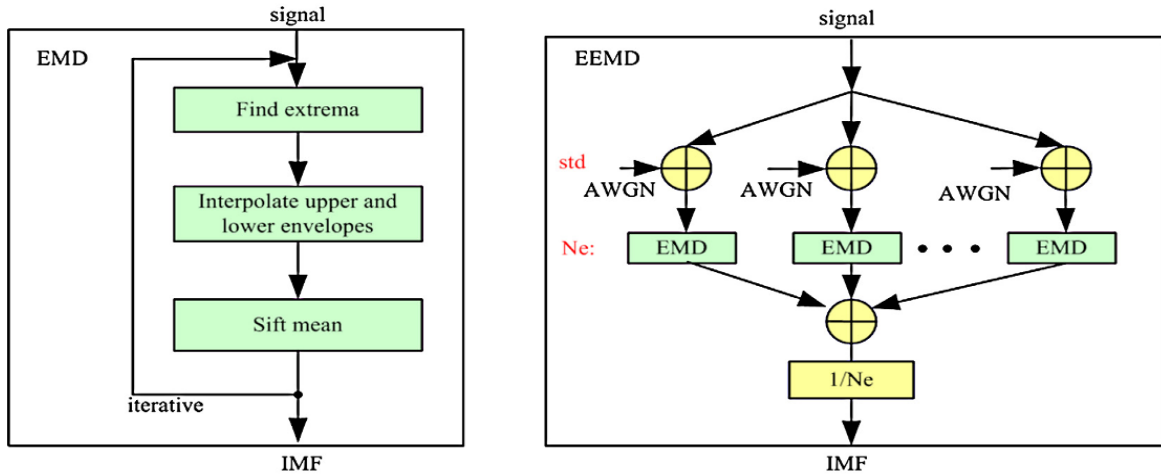 signal
EMD
Find extrema
Interpolate upper and
lower envelopes
Sift mean
iterative
IMF
signal
EEMD
std
AWGN
AWGN
AWGN
Ne:
EMD
EMD
EMD
1/Ne
IMF